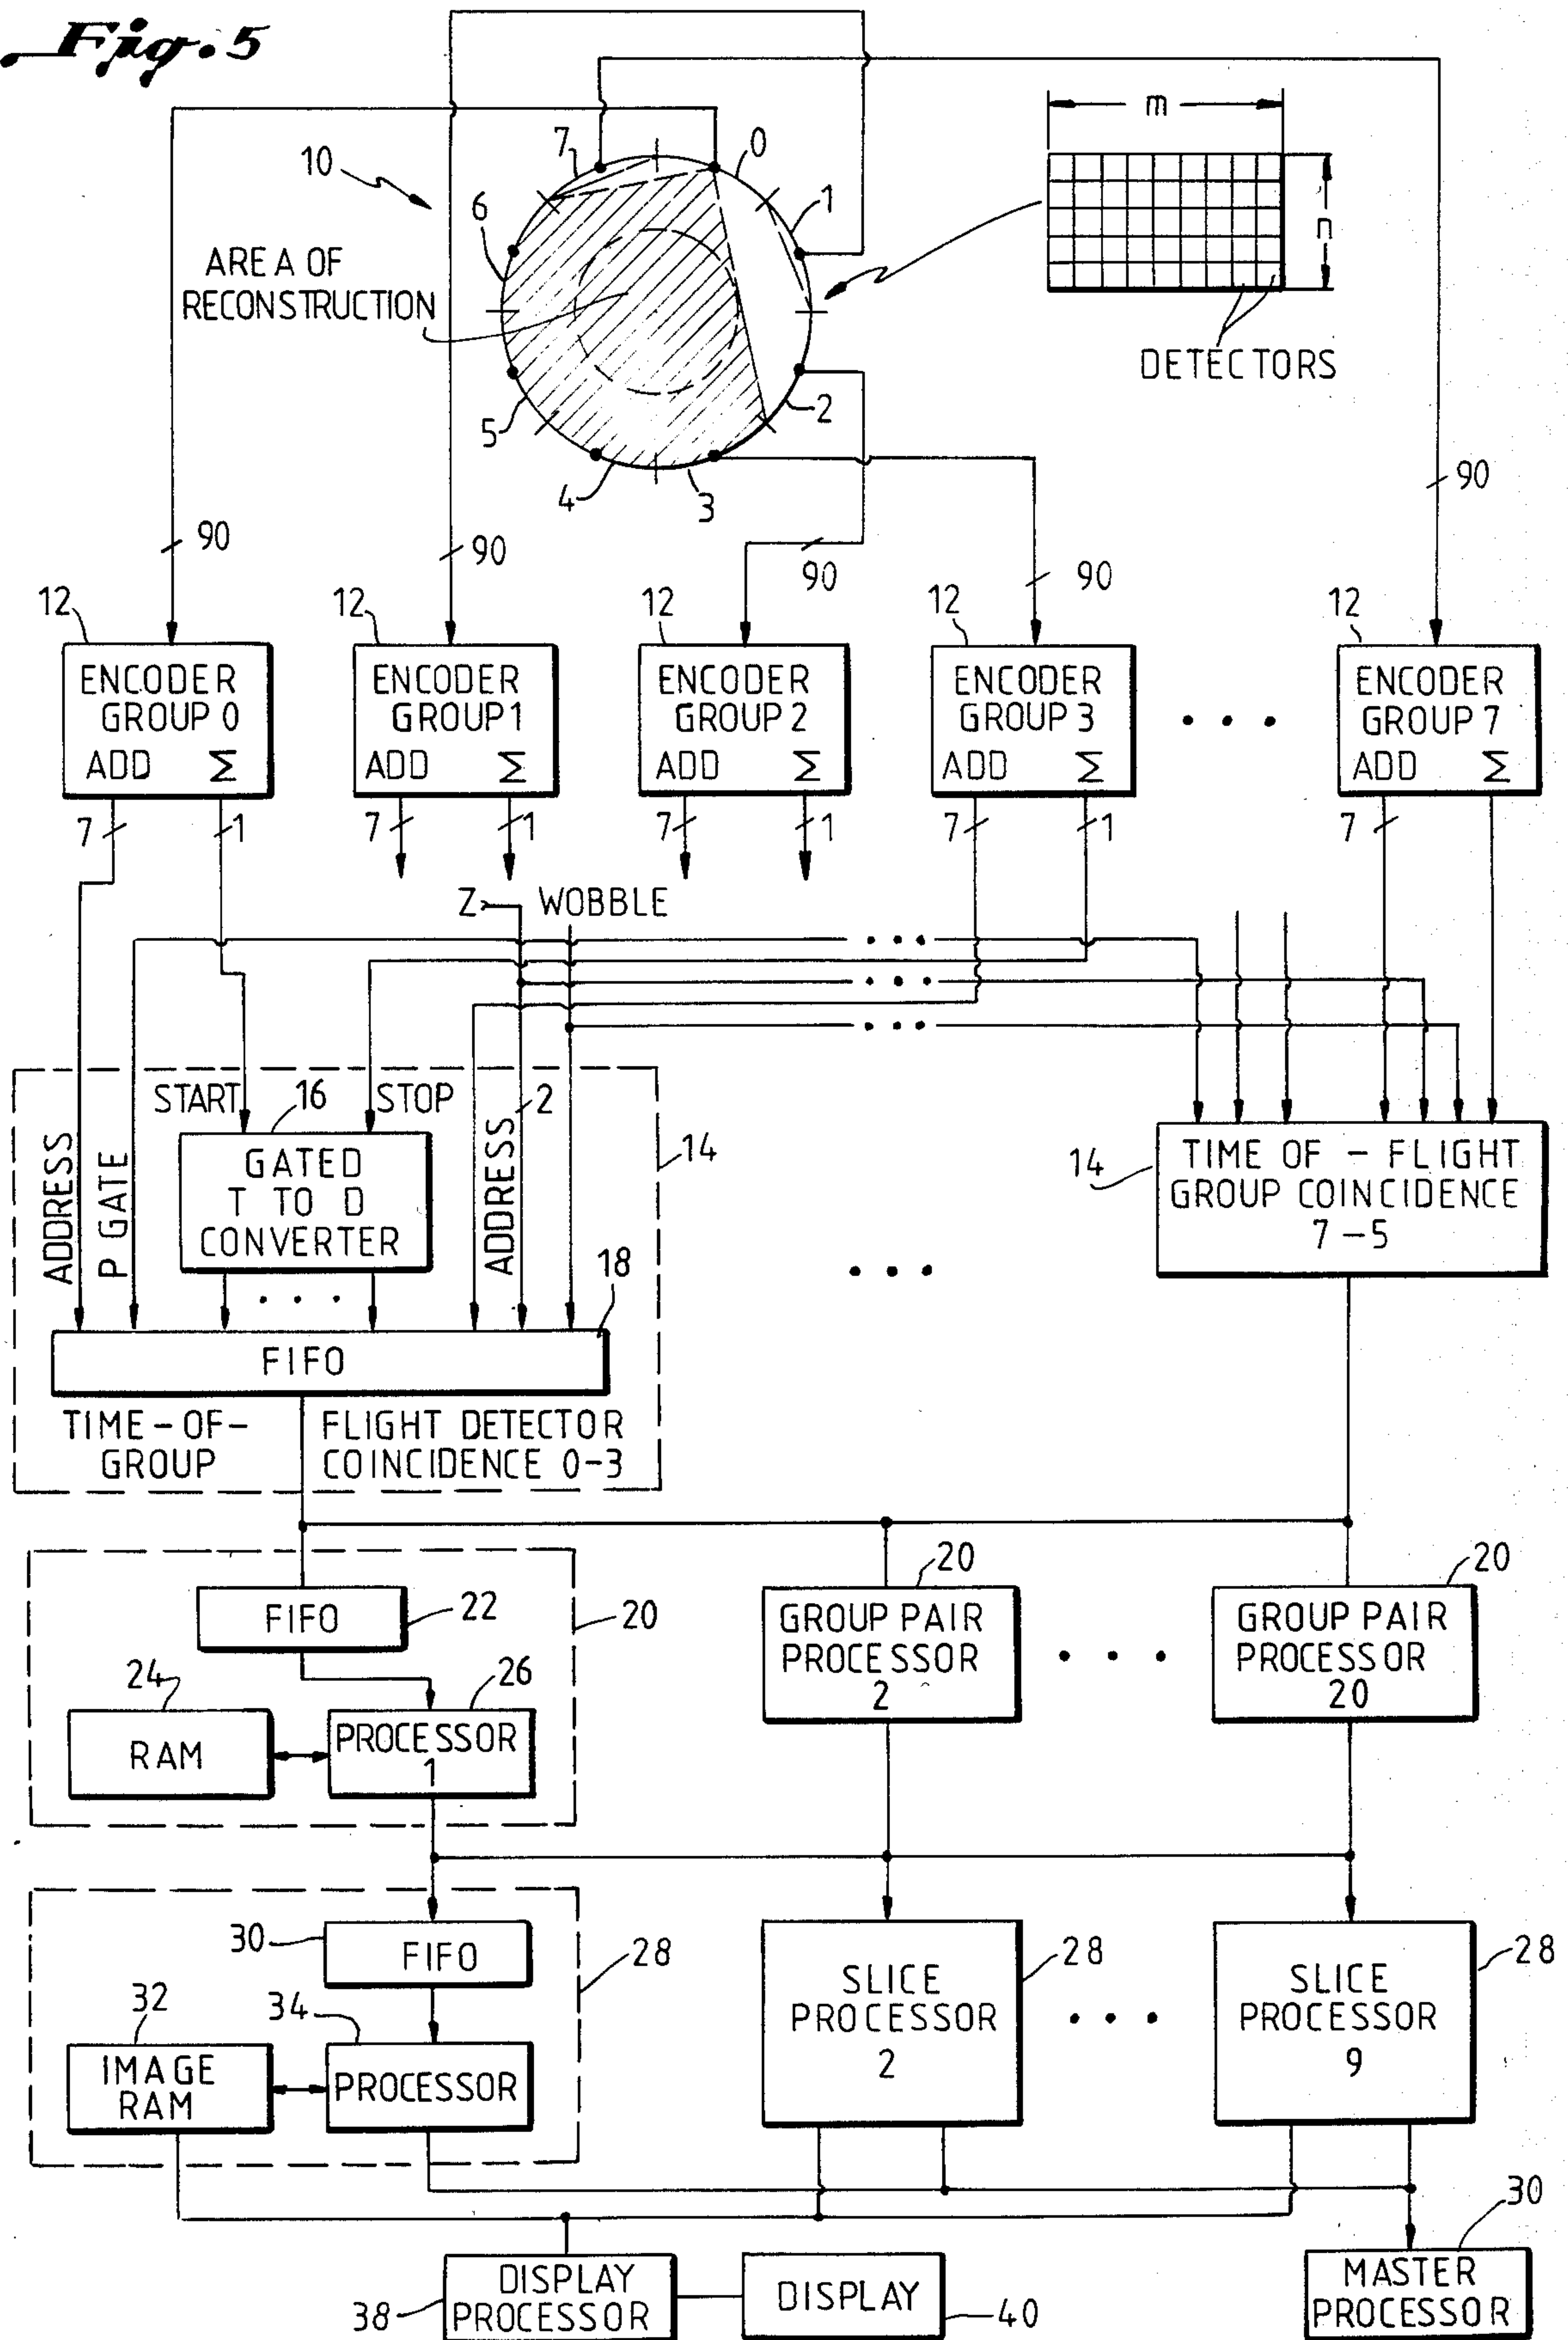 Fig. 5
m
n
DETECTORS
10
7
0
1
6
AREA OF
RECONSTRUCTION
2
5
4
3
90
90
90
90
90
12
12
12
12
12
ENCODER
GROUP 0
ADD Σ
ENCODER
GROUP 1
ADD Σ
ENCODER
GROUP 2
ADD Σ
ENCODER
GROUP 3
ADD Σ
• • •
ENCODER
GROUP 7
ADD Σ
7 1
7 1
7 1
7 1
7
Z WOBBLE
• • •
• • •
• • •
START 16 STOP
2
ADDRESS
P GATE
GATED
T TO D
CONVERTER
ADDRESS
14
• • •
18
FIFO
TIME-OF- FLIGHT DETECTOR
GROUP COINCIDENCE 0-3
• • •
14
TIME OF - FLIGHT
GROUP COINCIDENCE
7-5
FIFO
22
20
24
26
RAM
PROCESSOR
1
20
GROUP PAIR
PROCESSOR
2
• • •
20
GROUP PAIR
PROCESSOR
20
30
FIFO
28
32
34
IMAGE
RAM
PROCESSOR
28
SLICE
PROCESSOR
2
• • •
28
SLICE
PROCESSOR
9
38
DISPLAY
PROCESSOR
DISPLAY
40
30
MASTER
PROCESSOR